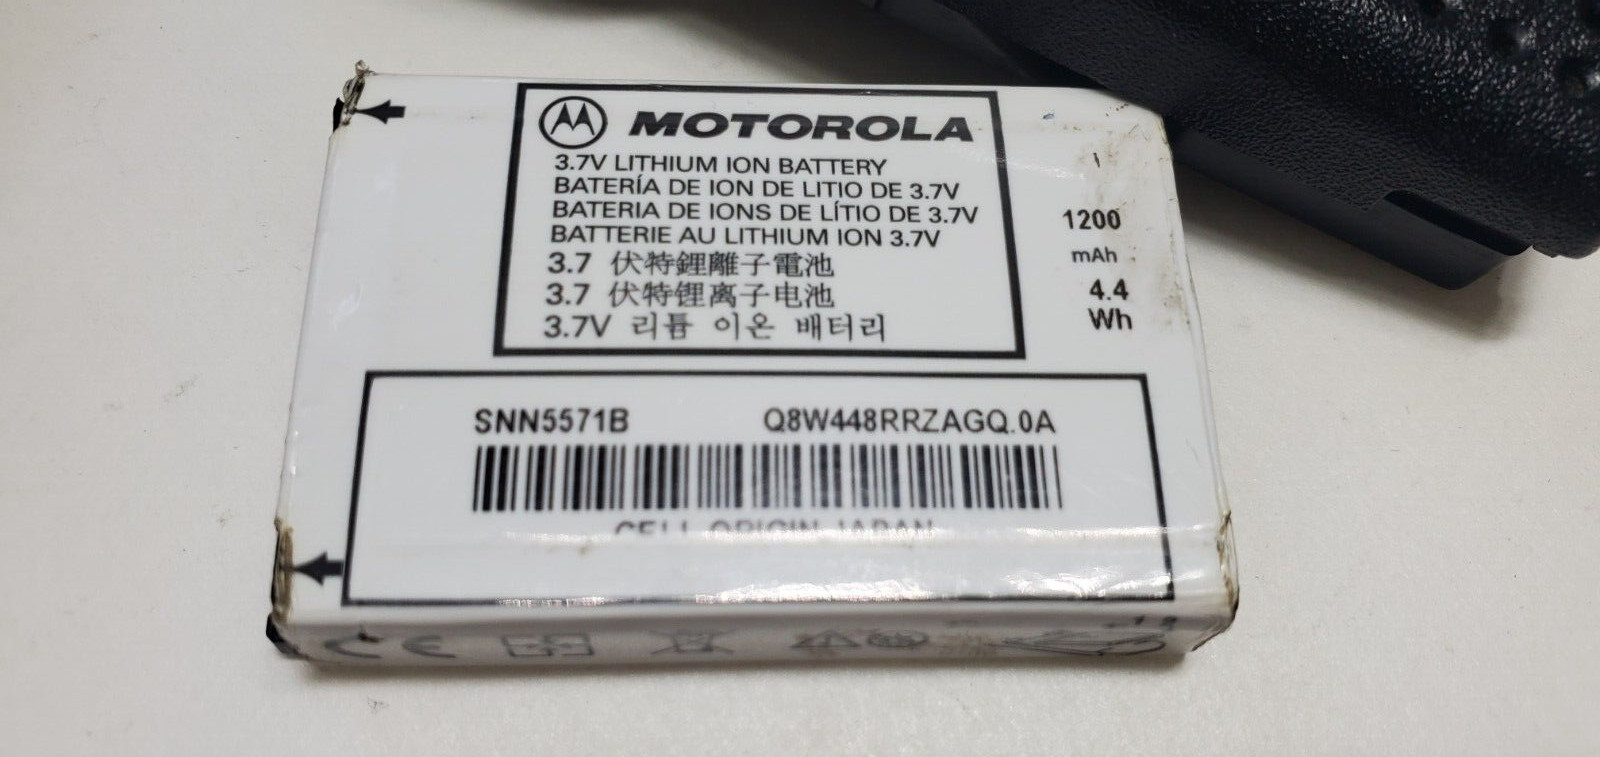 MOTOROLA
3.7V LITHIUM ION BATTERY
BATERÍA DE ION DE LITIO DE 3.7V
BATERIA DE IONS DE LÍTIO DE 3.7V
BATTERIE AU LITHIUM ION 3.7V
3.7 伏特鋰離子電池
3.7 伏特锂离子电池
3.7V 리튬 이온 배터리
1200
mAh
4.4
Wh
SNN5571B Q8W448RRZAGQ.0A
CELL ORIGIN JAPAN
CE